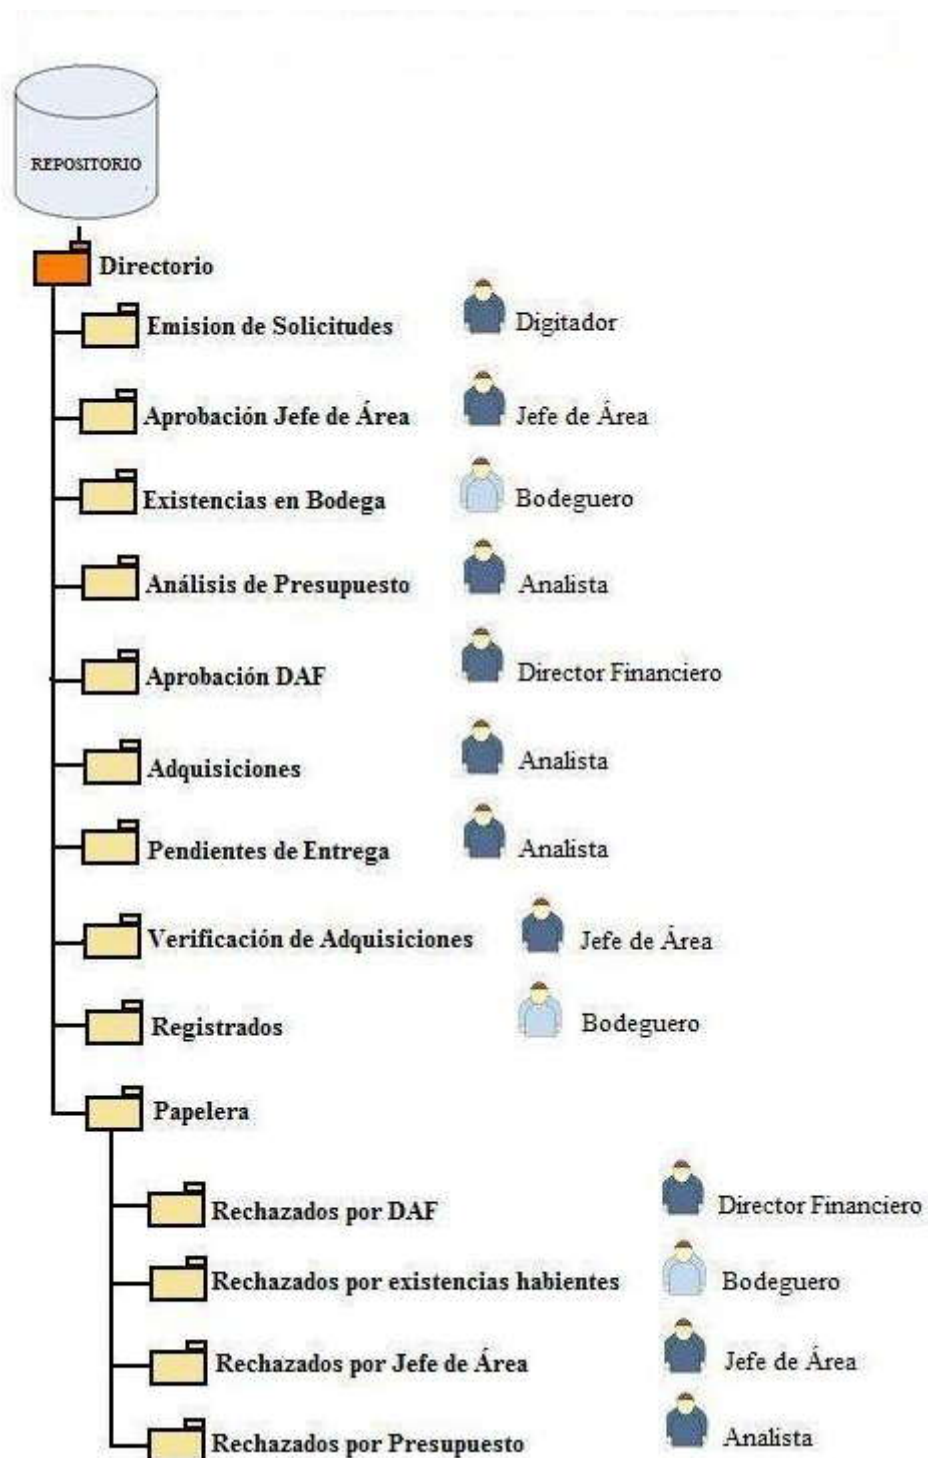 REPOSITORIO
Directorio
Emision de Solicitudes Digitador
Aprobación Jefe de Área Jefe de Área
Existencias en Bodega Bodeguero
Análisis de Presupuesto Analista
Aprobación DAF Director Financiero
Adquisiciones Analista
Pendientes de Entrega Analista
Verificación de Adquisiciones Jefe de Área
Registrados Bodeguero
Papelera
Rechazados por DAF Director Financiero
Rechazados por existencias habientes Bodeguero
Rechazados por Jefe de Área Jefe de Área
Rechazados por Presupuesto Analista